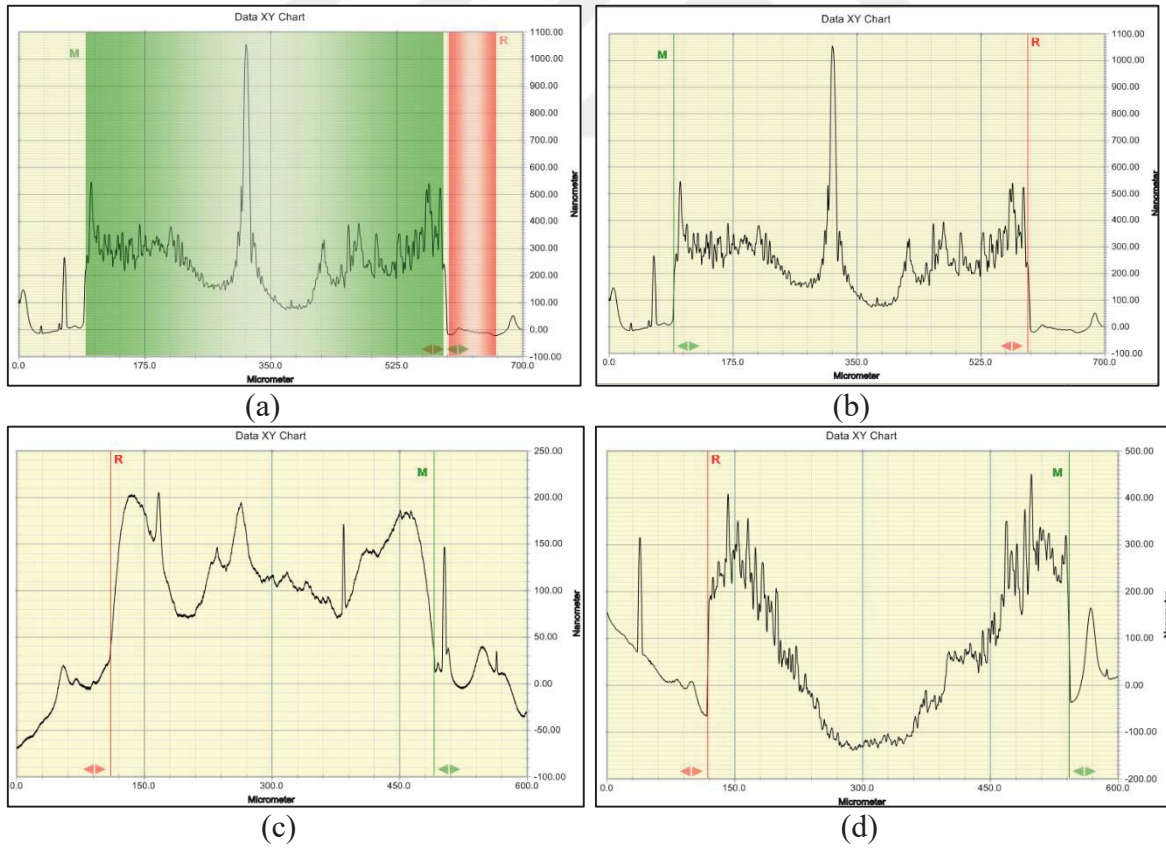 Data XY Chart
M
R
1100.00
1000.00
900.00
800.00
700.00
600.00
500.00
400.00
300.00
200.00
100.00
0.00
-100.00
Nanometer
0.0
175.0
350.0
525.0
700.0
Micrometer
(a)
Data XY Chart
M
R
1100.00
1000.00
900.00
800.00
700.00
600.00
500.00
400.00
300.00
200.00
100.00
0.00
-100.00
Nanometer
0.0
175.0
350.0
525.0
700.0
Micrometer
(b)
Data XY Chart
R
M
250.00
200.00
150.00
100.00
50.00
0.00
-50.00
-100.00
Nanometer
0.0
150.0
300.0
450.0
600.0
Micrometer
(c)
Data XY Chart
R
M
500.00
400.00
300.00
200.00
100.00
0.00
-100.00
-200.00
Nanometer
0.0
150.0
300.0
450.0
600.0
Micrometer
(d)